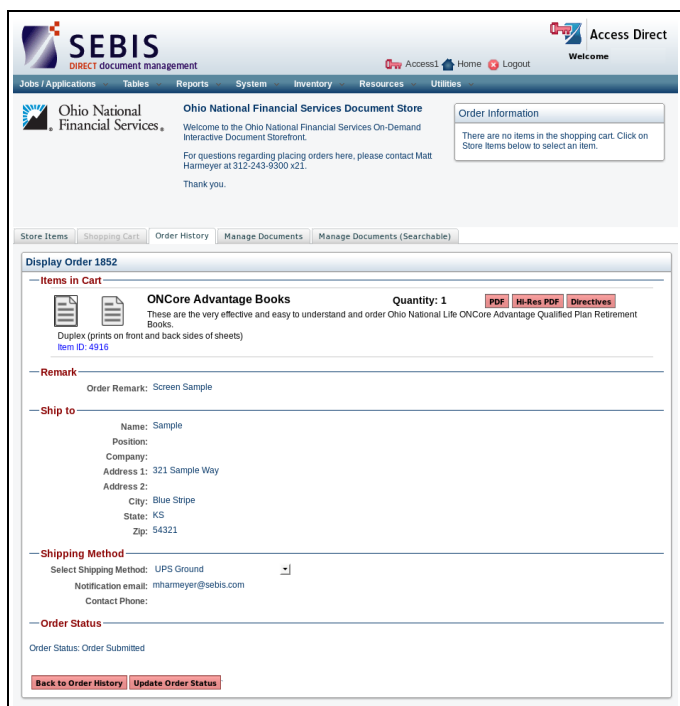 SEBIS
DIRECT document management
Access Direct
Welcome
Access1 Home Logout
Jobs / Applications Tables Reports System Inventory Resources Utilities
Ohio National
Financial Services®
Ohio National Financial Services Document Store
Welcome to the Ohio National Financial Services On-Demand
Interactive Document Storefront.
For questions regarding placing orders here, please contact Matt
Harmeyer at 312-243-9300 x21.
Thank you.
Order Information
There are no items in the shopping cart. Click on
Store Items below to select an item.
Store Items Shopping Cart Order History Manage Documents Manage Documents (Searchable)
Display Order 1852
Items in Cart
ONCore Advantage Books Quantity: 1 PDF Hi-Res PDF Directives
These are the very effective and easy to understand and order Ohio National Life ONCore Advantage Qualified Plan Retirement
Books.
Duplex (prints on front and back sides of sheets)
Item ID: 4916
Remark
Order Remark: Screen Sample
Ship to
Name: Sample
Position:
Company:
Address 1: 321 Sample Way
Address 2:
City: Blue Stripe
State: KS
Zip: 54321
Shipping Method
Select Shipping Method: UPS Ground
Notification email: mharmeyer@sebis.com
Contact Phone:
Order Status
Order Status: Order Submitted
Back to Order History Update Order Status